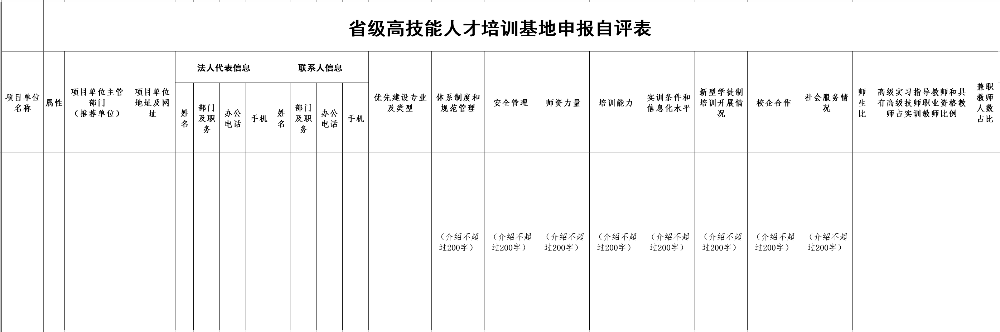 省级高技能人才培训基地申报自评表
项目单位
名称
属性
项目单位主管
部门
（推荐单位）
项目单位
地址及网
址
法人代表信息
姓
名
部门
及职
务
办公
电话
手机
联系人信息
姓
名
部门
及职
务
办公
电话
手机
优先建设专业
及类型
体系制度和
规范管理
安全管理
师资力量
培训能力
实训条件和
信息化水平
新型学徒制
培训开展情
况
校企合作
社会服务情
况
师
生
比
高级实习指导教师和具
有高级技师职业资格教
师占实训教师比例
兼职
教师
人数
占比
（介绍不超
过200字）
（介绍不超
过200字）
（介绍不超
过200字）
（介绍不超
过200字）
（介绍不超
过200字）
（介绍不超
过200字）
（介绍不超
过200字）
（介绍不超
过200字）